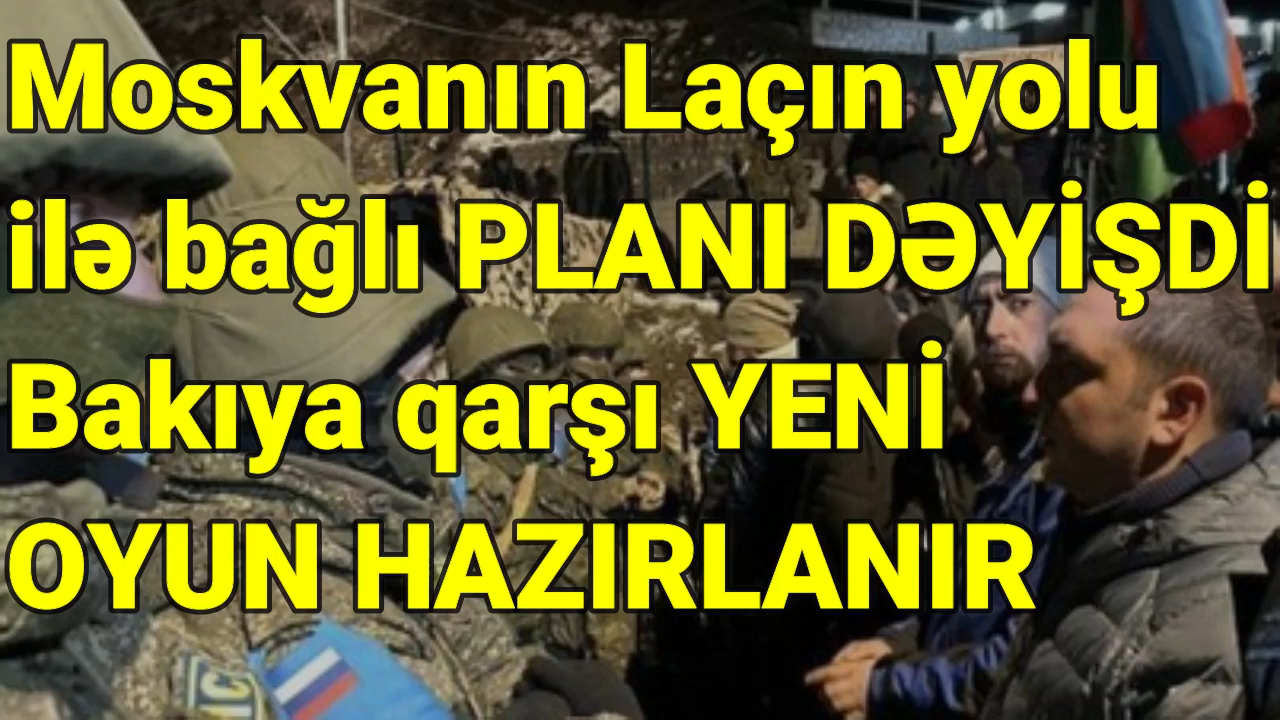 Moskvanın Laçın yolu
ilə bağlı PLANI DƏYİŞDİ
Bakıya qarşı YENİ
OYUN HAZIRLANIR